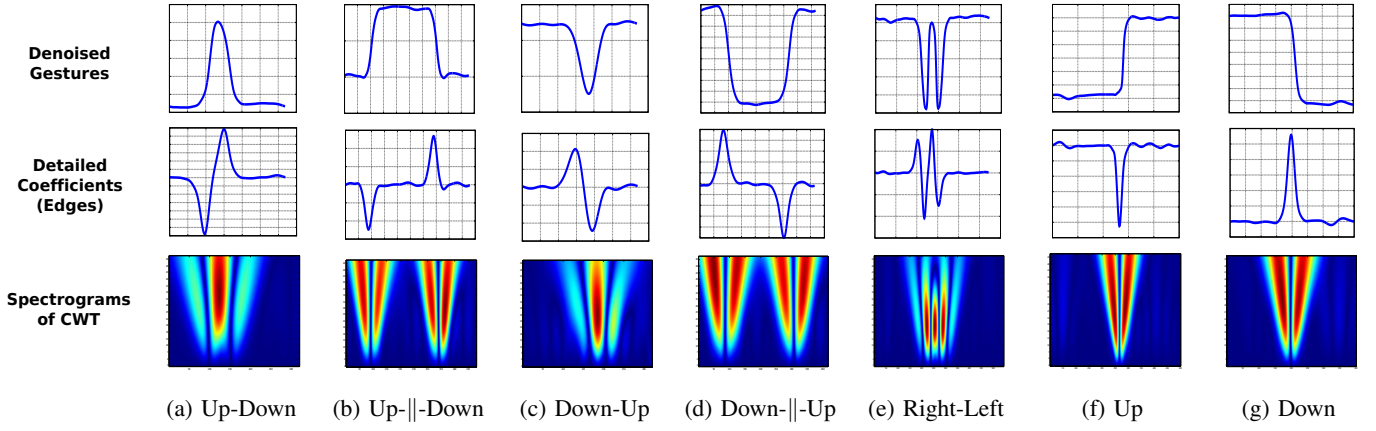 Denoised
Gestures
Detailed
Coefficients
(Edges)
Spectrograms
of CWT
(a) Up-Down
(b) Up-||-Down
(c) Down-Up
(d) Down-||-Up
(e) Right-Left
(f) Up
(g) Down